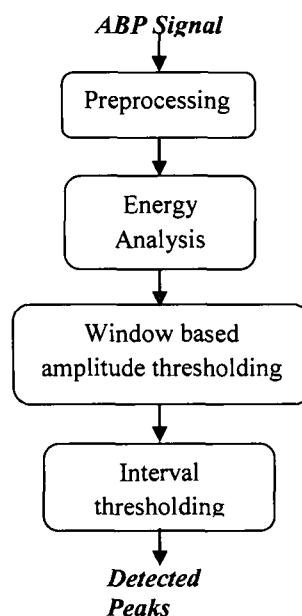 ABP Signal
Preprocessing
Energy
Analysis
Window based
amplitude thresholding
Interval
thresholding
Detected
Peaks